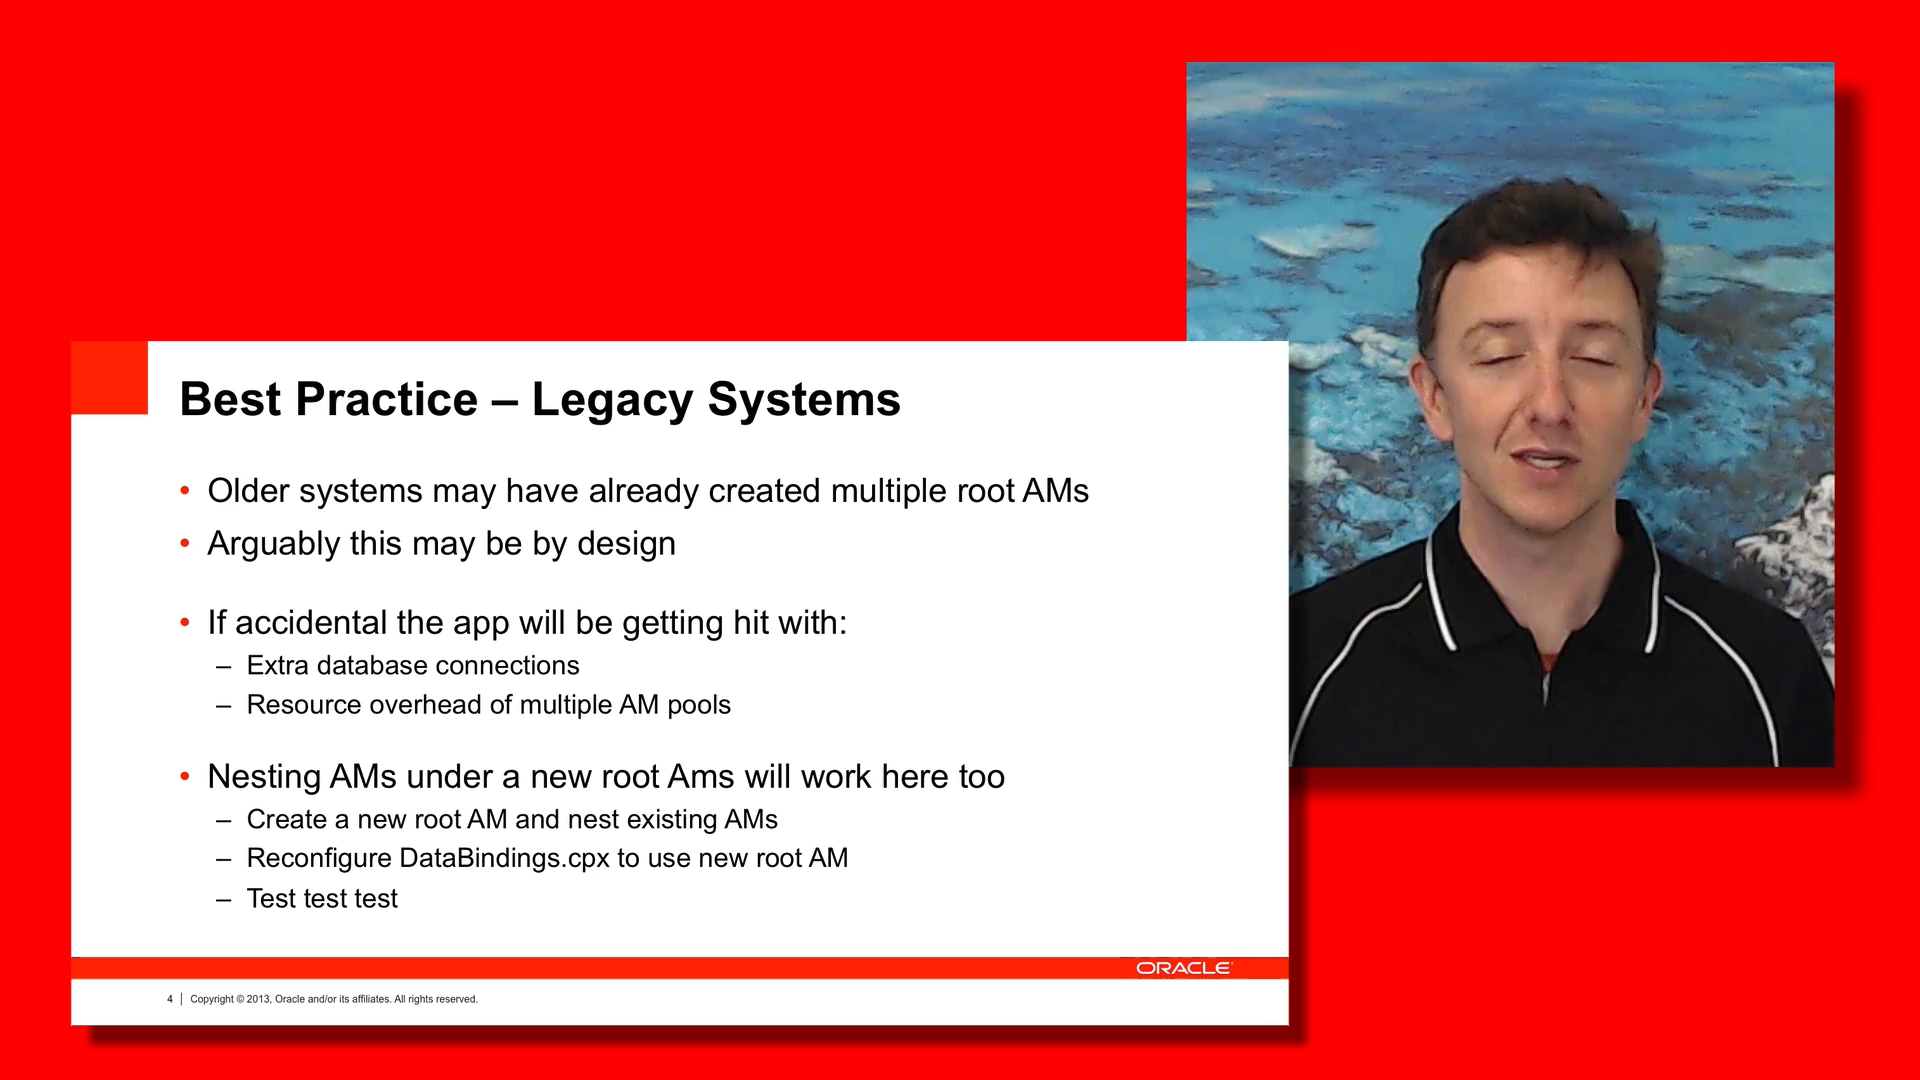 Best Practice – Legacy Systems
• Older systems may have already created multiple root AMs
• Arguably this may be by design
• If accidental the app will be getting hit with:
– Extra database connections
– Resource overhead of multiple AM pools
• Nesting AMs under a new root Ams will work here too
– Create a new root AM and nest existing AMs
– Reconfigure DataBindings.cpx to use new root AM
– Test test test
ORACLE
4 | Copyright © 2013, Oracle and/or its affiliates. All rights reserved.